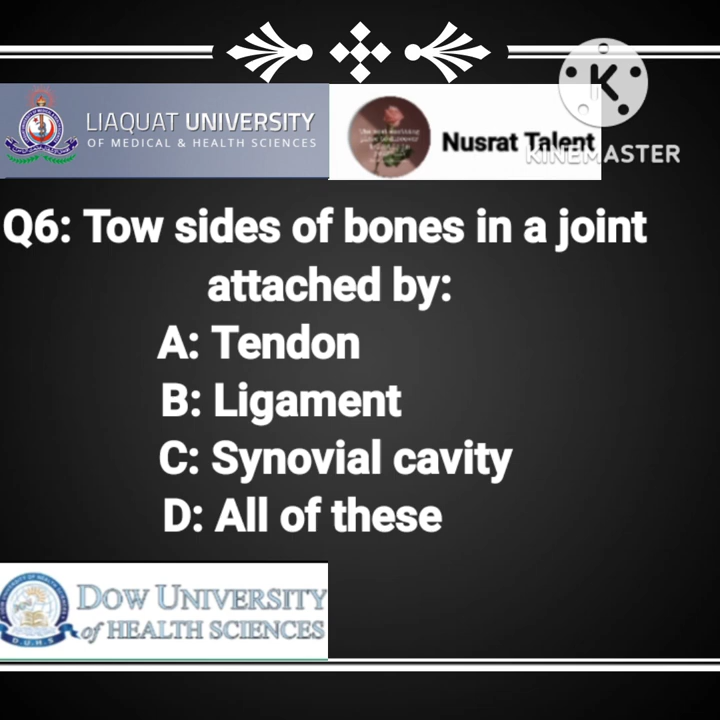 LIAQUAT UNIVERSITY
OF MEDICAL & HEALTH SCIENCES
Nusrat Talent
K
KINEMASTER
Q6: Tow sides of bones in a joint
attached by:
A: Tendon
B: Ligament
C: Synovial cavity
D: All of these
DOW UNIVERSITY
of HEALTH SCIENCES
D.U.H.S